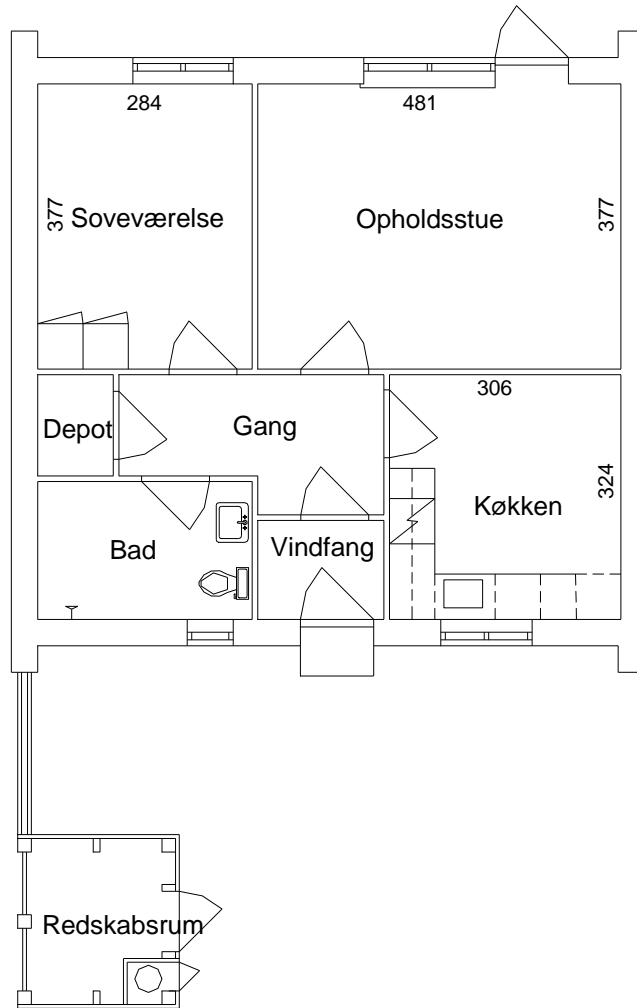 284
481
377
Soveværelse
Opholdsstue
377
306
Depot
Gang
324
Køkken
Bad
Vindfang
Redskabsrum